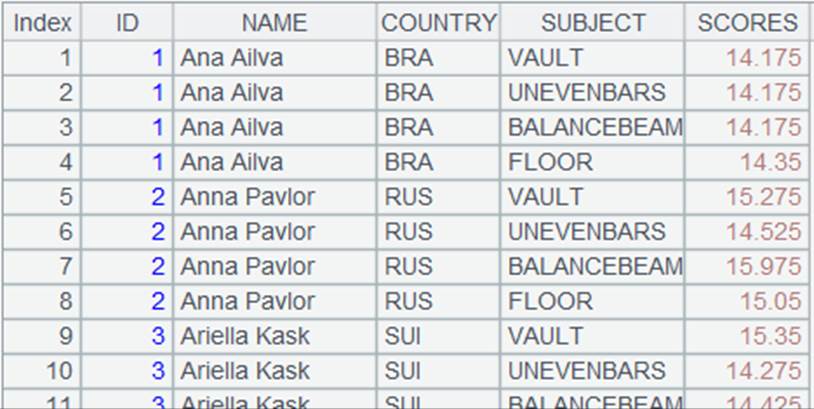 Index ID NAME COUNTRY SUBJECT SCORES
1 1 Ana Ailva BRA VAULT 14.175
2 1 Ana Ailva BRA UNEVENBARS 14.175
3 1 Ana Ailva BRA BALANCEBEAM 14.175
4 1 Ana Ailva BRA FLOOR 14.35
5 2 Anna Pavlor RUS VAULT 15.275
6 2 Anna Pavlor RUS UNEVENBARS 14.525
7 2 Anna Pavlor RUS BALANCEBEAM 15.975
8 2 Anna Pavlor RUS FLOOR 15.05
9 3 Ariella Kask SUI VAULT 15.35
10 3 Ariella Kask SUI UNEVENBARS 14.275
11 3 Ariella Kask SUI BALANCEBEAM 14.425